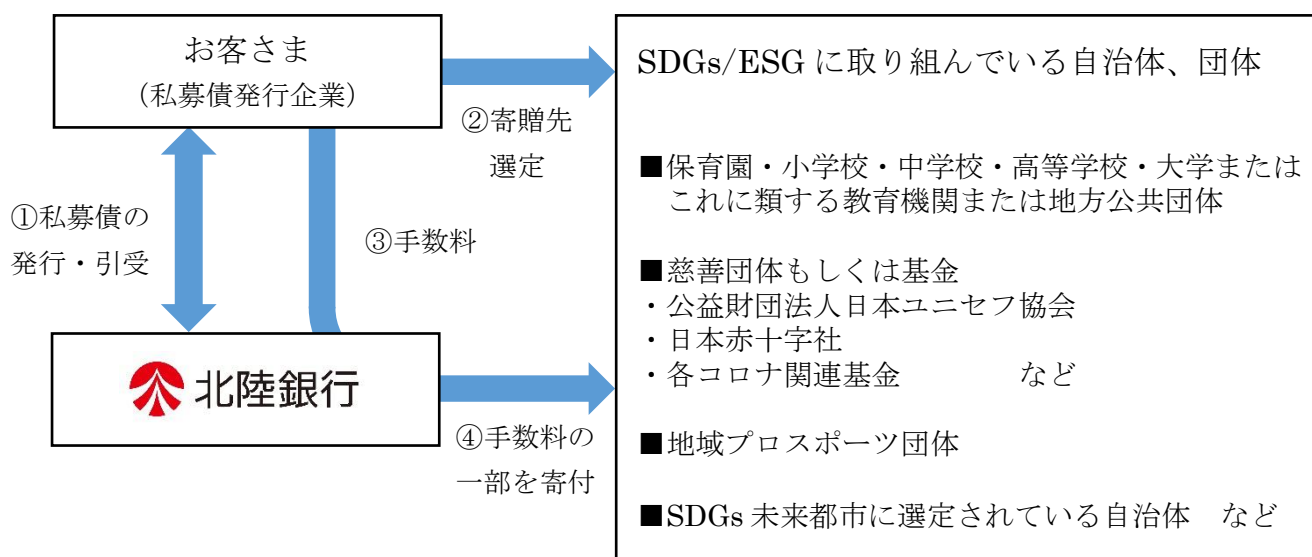 お客さま
(私募債発行企業)
②寄贈先
選定
①私募債の
発行・引受
③手数料
北陸銀行
④手数料の
一部を寄付
SDGs/ESG に取り組んでいる自治体、団体
■保育園・小学校・中学校・高等学校・大学または
これに類する教育機関または地方公共団体
■慈善団体もしくは基金
・公益財団法人日本ユニセフ協会
・日本赤十字社
・各コロナ関連基金　　　　など
■地域プロスポーツ団体
■SDGs 未来都市に選定されている自治体　など